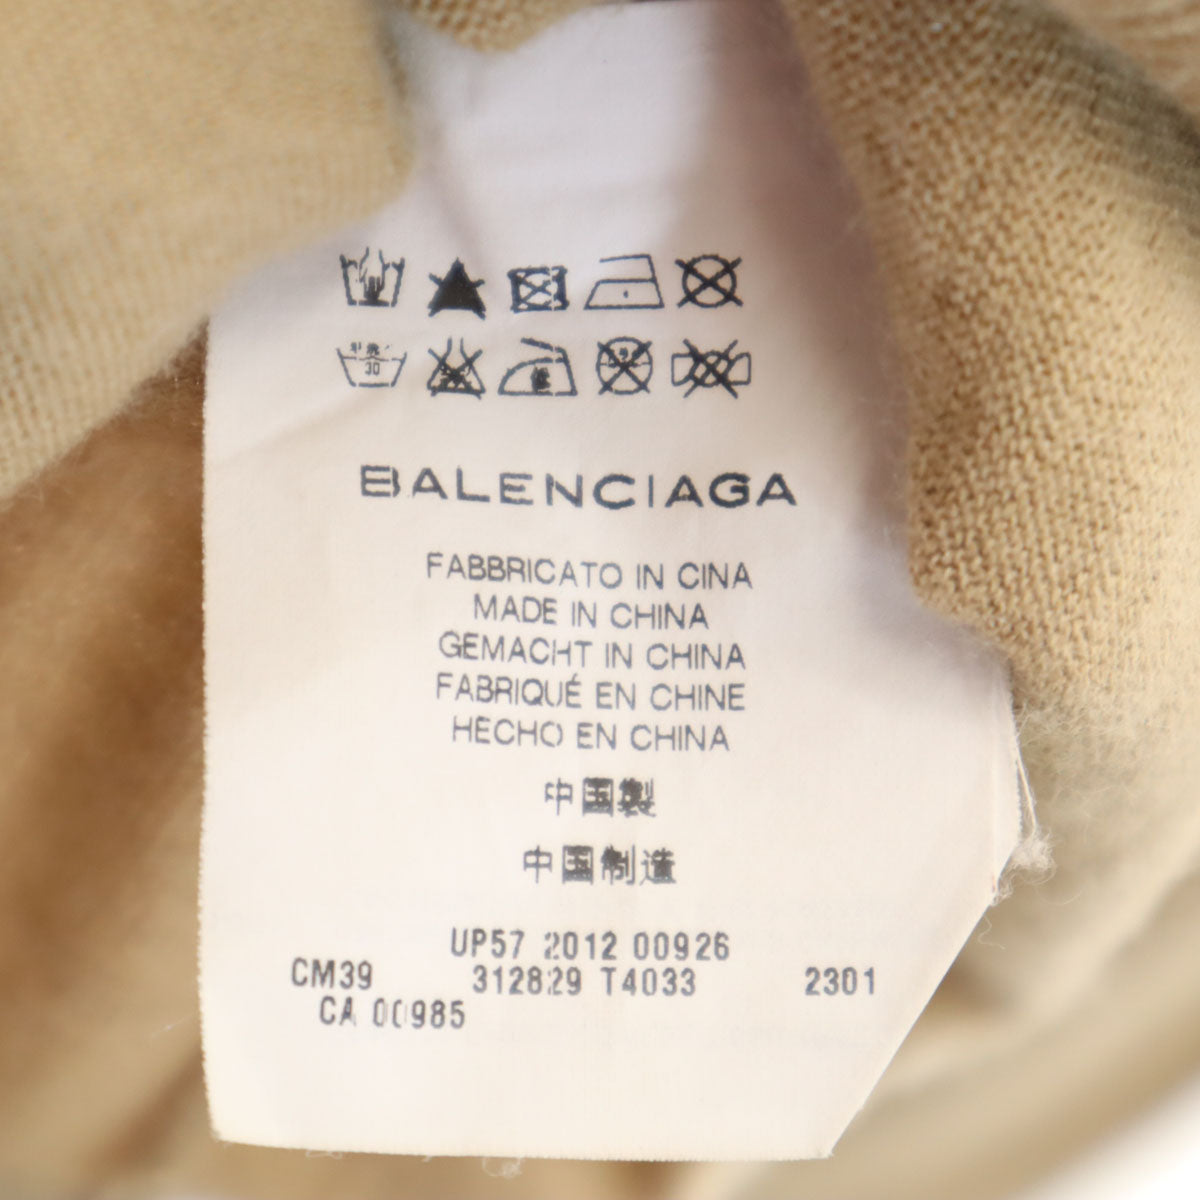 30
BALENCIAGA
FABBRICATO IN CINA
MADE IN CHINA
GEMACHT IN CHINA
FABRIQUÉ EN CHINE
HECHO EN CHINA
中国製
中国制造
UP57 2012 00926
CM39 312829 T4033 2301
CA 00985